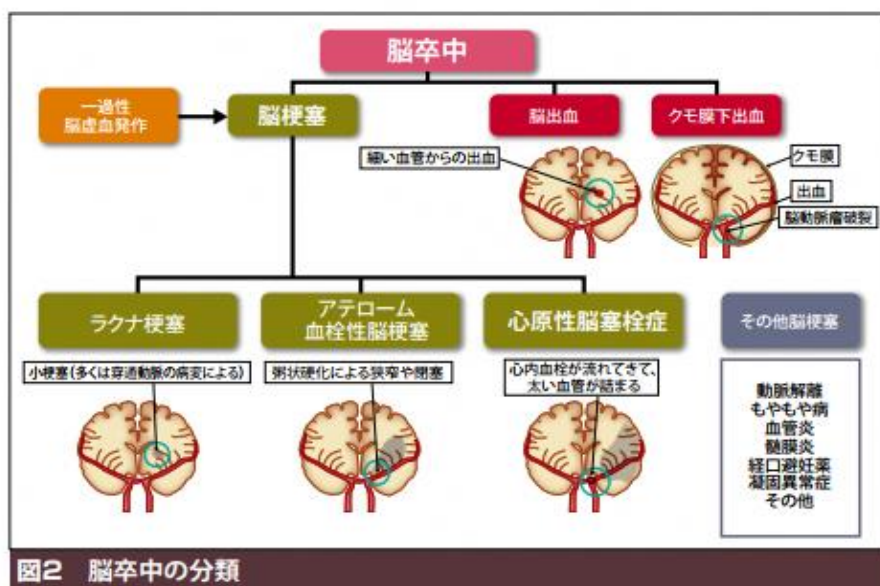 脳卒中
一過性
脳虚血発作
脳梗塞
脳出血
クモ膜下出血
細い血管からの出血
クモ膜
出血
脳動脈瘤破裂
ラクナ梗塞
アテローム
血栓性脳梗塞
心原性脳塞栓症
その他脳梗塞
小梗塞(多くは穿通動脈の病変による)
粥状硬化による狭窄や閉塞
心内血栓が流れてきて、
太い血管が詰まる
動脈解離
もやもや病
血管炎
髄膜炎
経口避妊薬
凝固異常症
その他
図2 脳卒中の分類